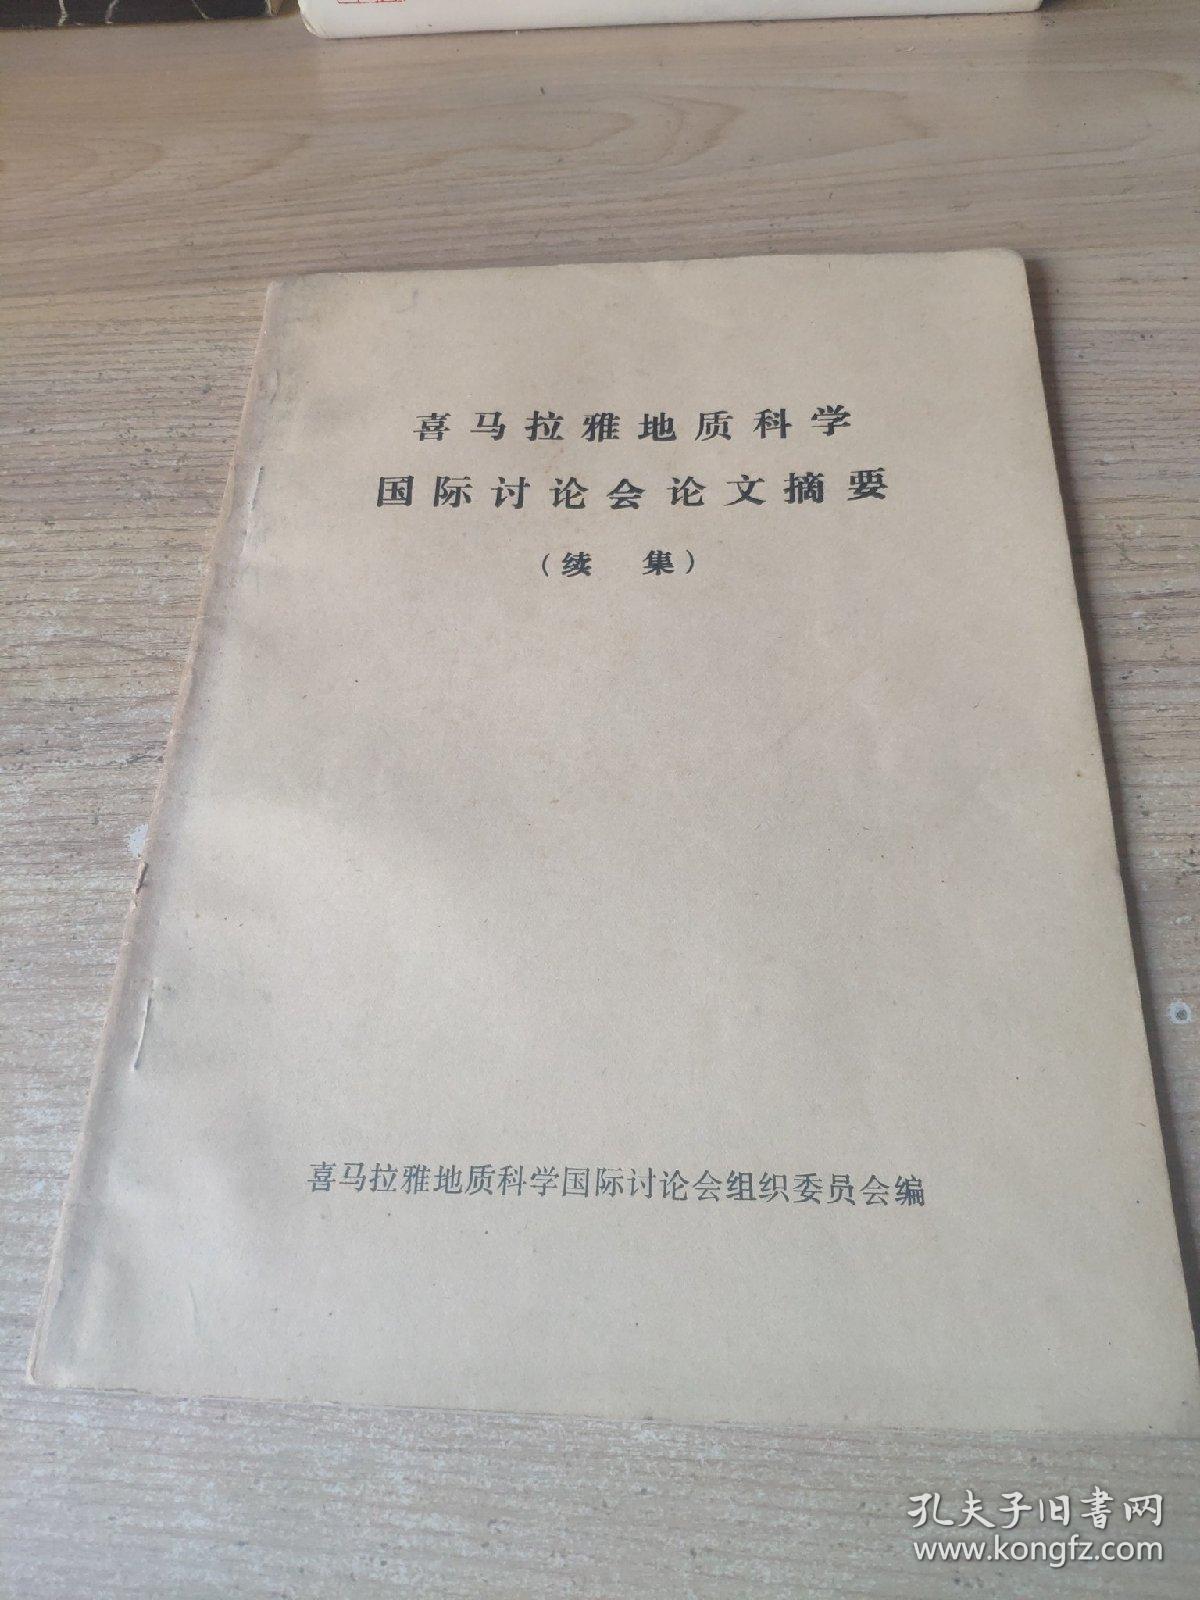 喜马拉雅地质科学
国际讨论会论文摘要
（续 集）
喜马拉雅地质科学国际讨论会组织委员会编
孔夫子旧书网
www.kongfz.com